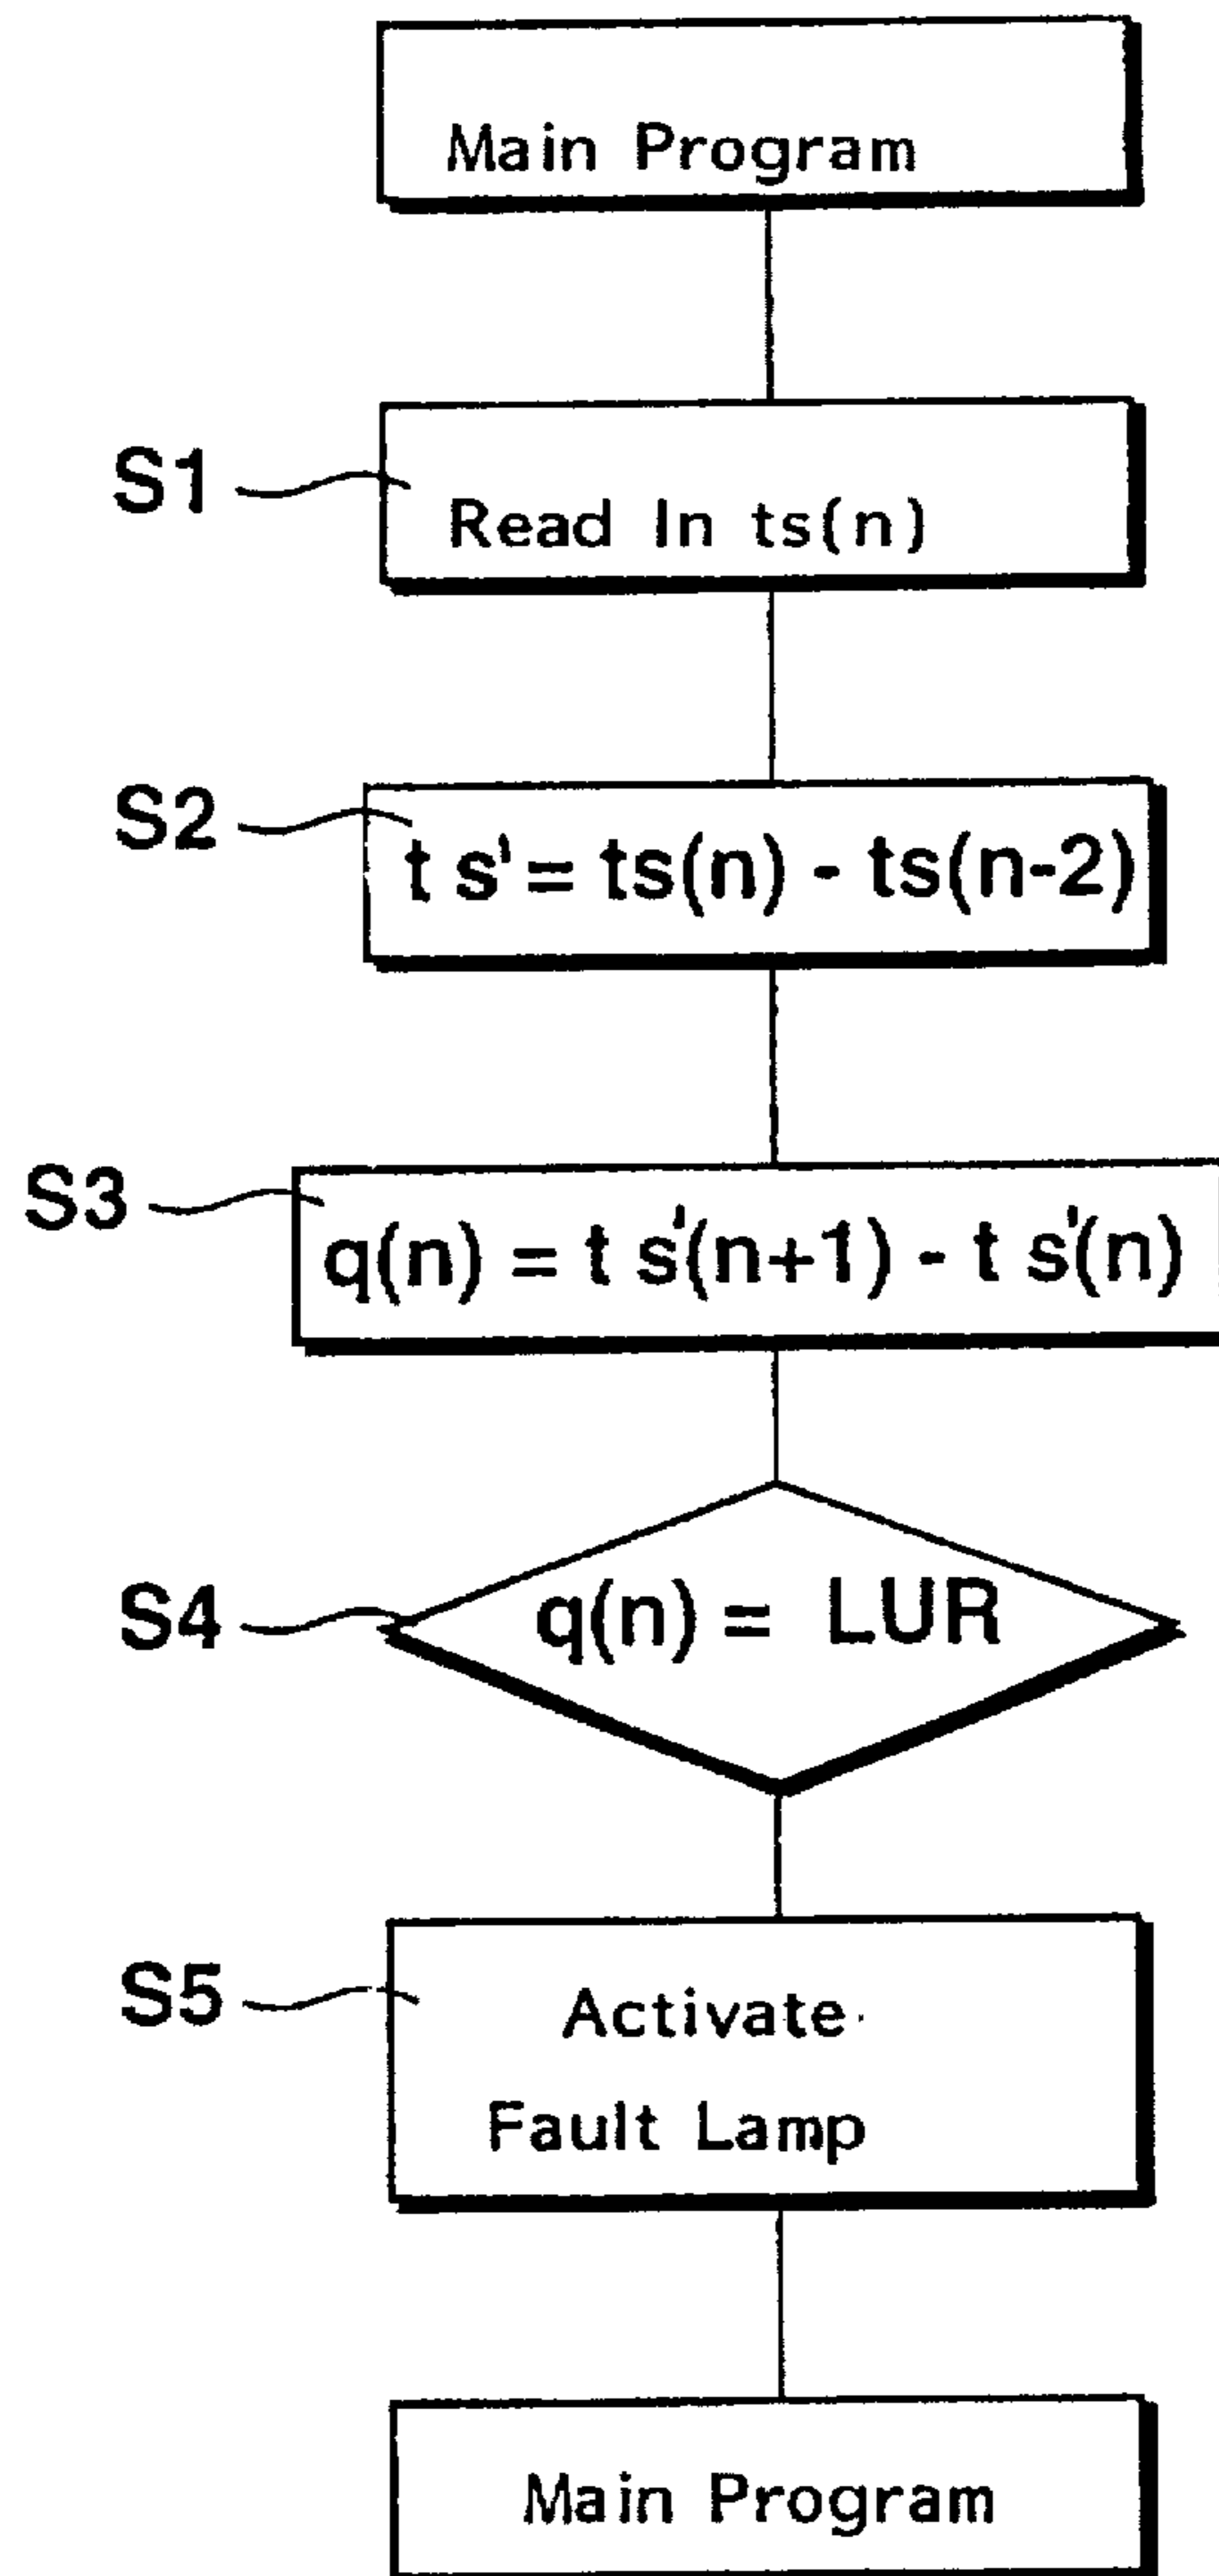 Main Program
S1
Read In ts(n)
S2
t s' = ts(n) - ts(n-2)
S3
q(n) = t s'(n+1) - t s'(n)
S4
q(n) = LUR
S5
Activate
Fault Lamp
Main Program